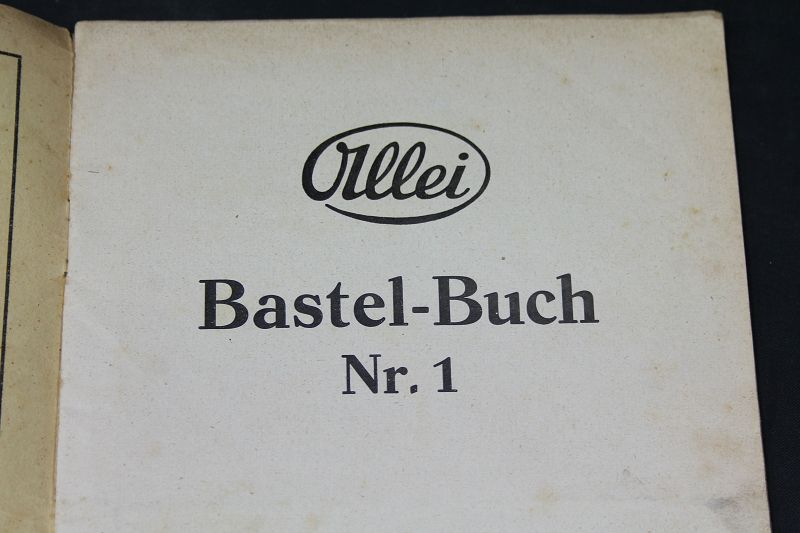 Allei
Bastel-Buch
Nr. 1